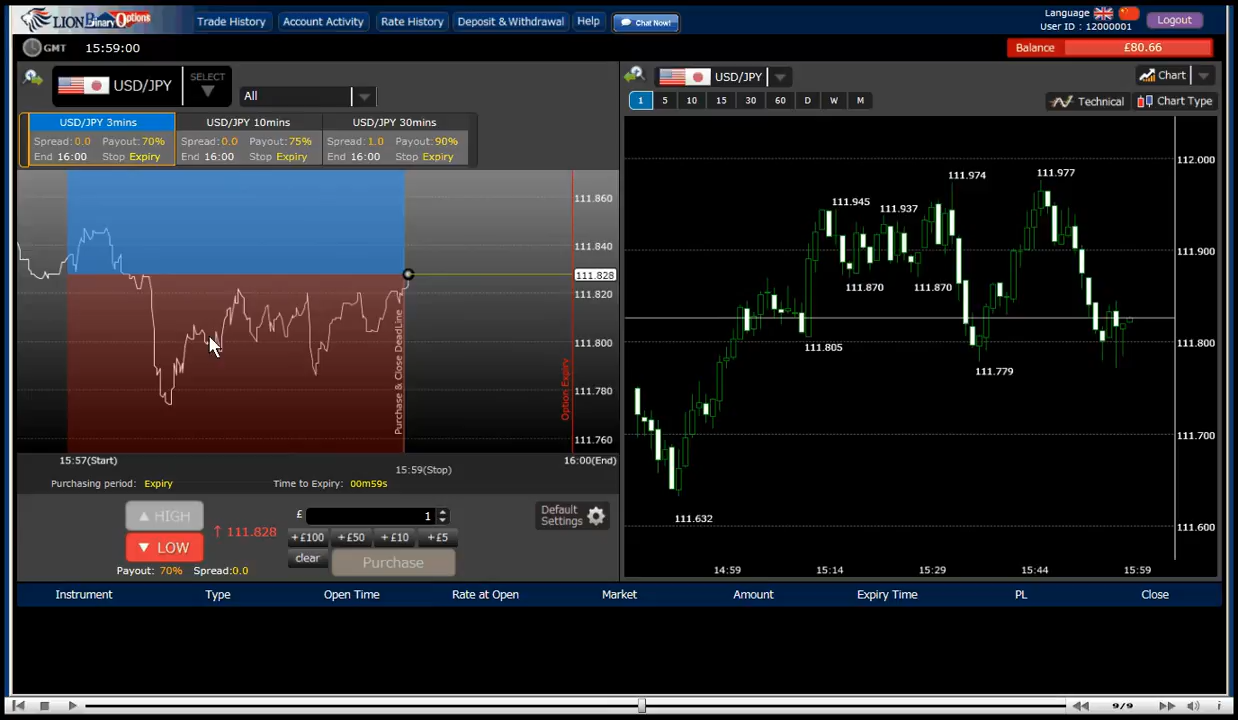 LION Binary Options
Trade History
Account Activity
Rate History
Deposit & Withdrawal
Help
Chat Now!
Language
User ID : 12000001
Logout
GMT 15:59:00
Balance £80.66
USD/JPY
SELECT
All
USD/JPY 3mins
Spread: 0.0 Payout: 70%
End 16:00 Stop Expiry
USD/JPY 10mins
Spread: 0.0 Payout: 75%
End 16:00 Stop Expiry
USD/JPY 30mins
Spread: 1.0 Payout: 90%
End 16:00 Stop Expiry
111.860
111.840
111.828
111.820
111.800
111.780
111.760
Purchase & Close DeadLine
Option Expiry
15:57(Start)
15:59(Stop)
16:00(End)
Purchasing period: Expiry
Time to Expiry: 00m59s
HIGH
LOW
111.828
Payout: 70% Spread:0.0
£ 1
+£100 +£50 +£10 +£5
clear
Purchase
Default
Settings
USD/JPY
Chart
1 5 10 15 30 60 D W M
Technical
Chart Type
112.000
111.900
111.800
111.700
111.600
111.974
111.977
111.945
111.937
111.870
111.870
111.805
111.779
111.632
14:59 15:14 15:29 15:44 15:59
Instrument Type Open Time Rate at Open Market Amount Expiry Time PL Close
9/9
i